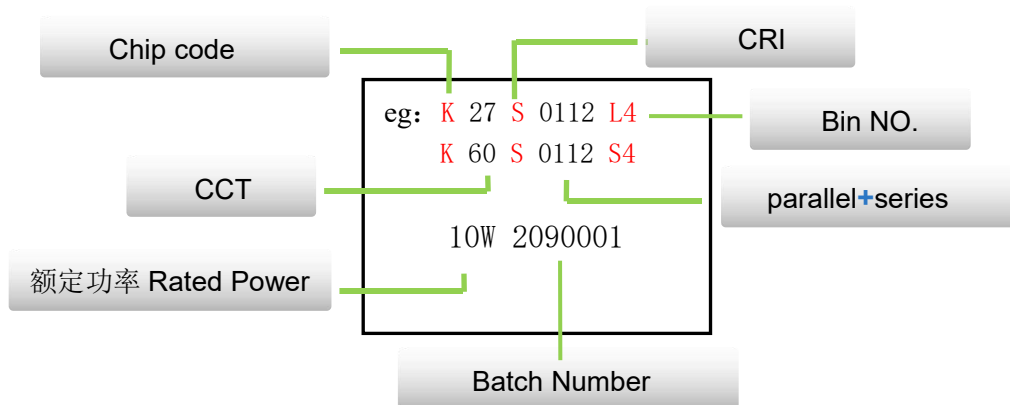 Chip code
CRI
eg: K 27 S 0112 L4
Bin NO.
K 60 S 0112 S4
CCT
parallel+series
10W 2090001
额定功率 Rated Power
Batch Number